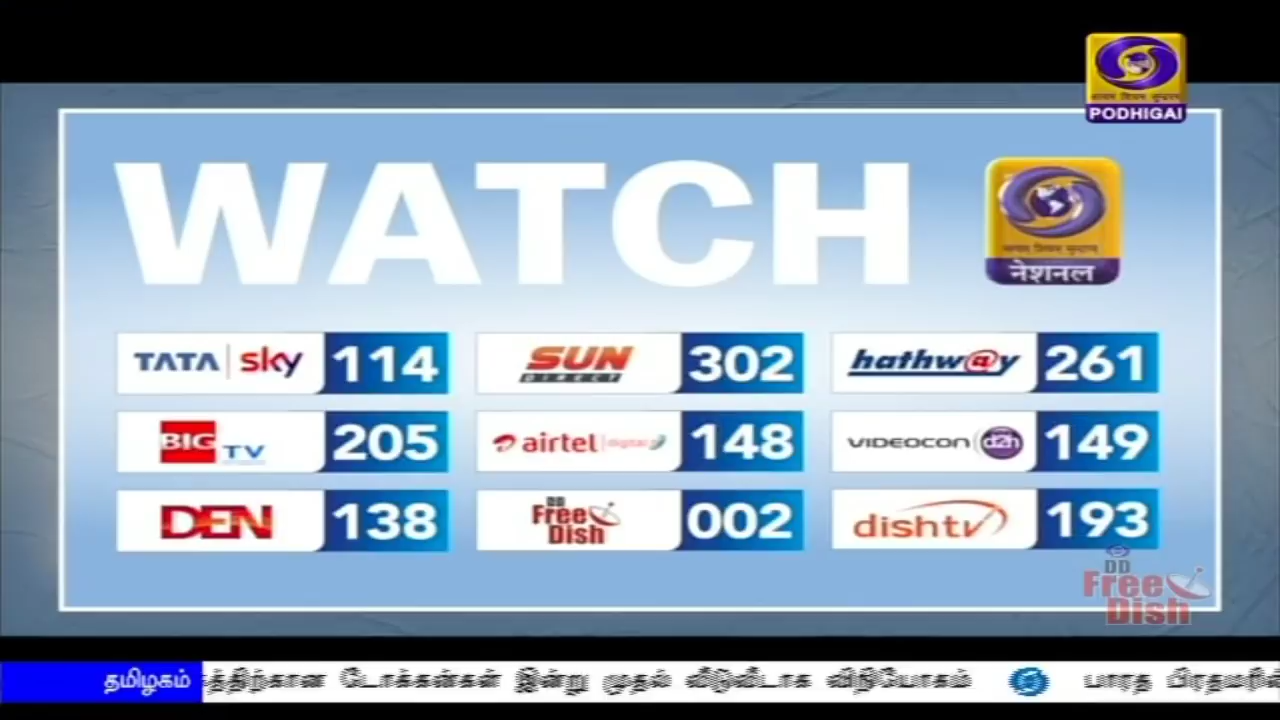 PODHIGAI
WATCH
नेशनल
TATA sky 114
SUN DIRECT 302
hathw@y 261
BIG TV 205
airtel digital 148
VIDEOCON d2h 149
DEN 138
DD Free Dish 002
dishtv 193
DD
Free
Dish
தமிழகம் த்திற்கான டோக்கன்கள் இன்று முதல் வீடுவீடாக விநியோகம் பாரத